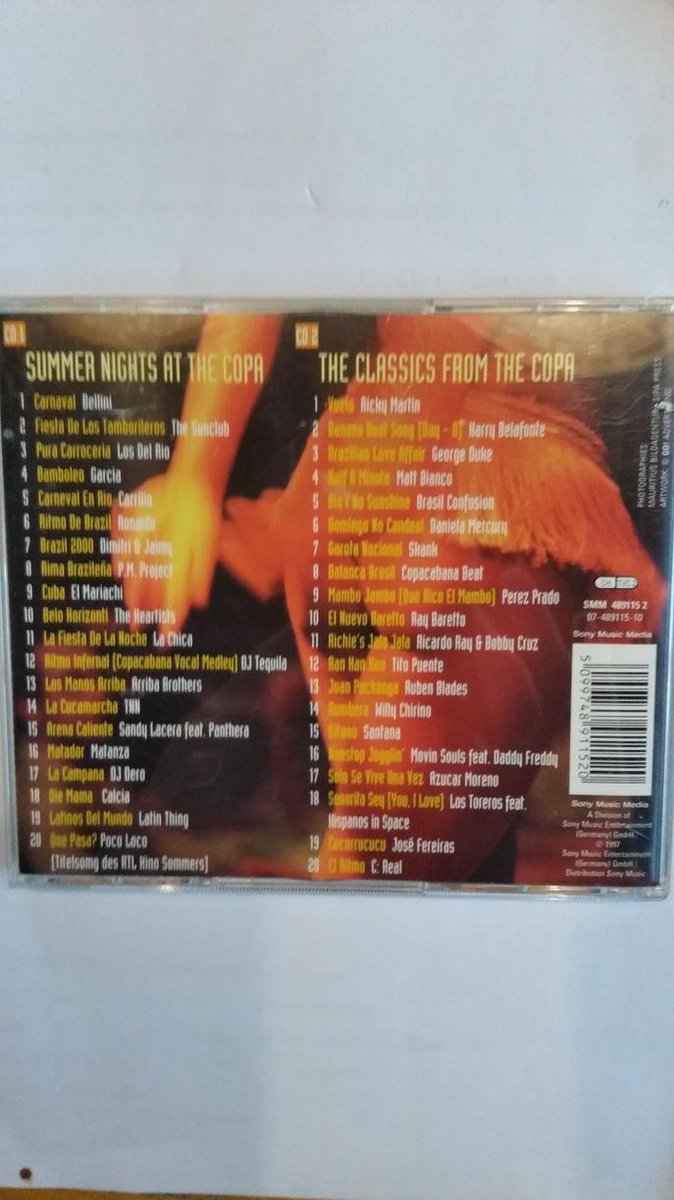 CD 1
SUMMER NIGHTS AT THE COPA
1 Carnaval Bellini
2 Fiesta De Los Tamborileros The Sunclub
3 Pura Carroceria Los Del Rio
4 Bamboleo Garcia
5 Carneval En Rio Carrilio
6 Ritmo De Brazil Ronaldo
7 Brazil 2000 Dimitri & Jaimy
8 Rima Brazileña P.M. Project
9 Cuba El Mariachi
10 Belo Horizonti The Heartists
11 La Fiesta De La Noche La Chica
12 Ritmo Infernal (Copacabana Vocal Medley) DJ Tequila
13 Los Manos Arriba Arriba Brothers
14 La Cucamarcha TNN
15 Arena Caliente Sandy Lacera feat. Panthera
16 Matador Matanza
17 La Campana DJ Dero
18 Oie Mama Calcia
19 Latinos Del Mundo Latin Thing
20 Que Pasa? Poco Loco
(Titelsomg des RTL Kino Sommers)
CD 2
THE CLASSICS FROM THE COPA
1 Vuelo Ricky Martin
2 Banana Boat Song (Day - O) Harry Belafonte
3 Brazilian Love Affair George Duke
4 Half A Minute Matt Bianco
5 Ain't No Sunshine Brasil Confusion
6 Domingo No Candeal Daniela Mercury
7 Garota Nacional Skank
8 Balanca Brasil Copacabana Beat
9 Mambo Jambo (Que Rico El Mambo) Perez Prado
10 El Nuevo Baretto Ray Baretto
11 Richie's Jala Jala Ricardo Ray & Bobby Cruz
12 Ran Kan Kan Tito Puente
13 Juan Pachanga Ruben Blades
14 Rumbera Willy Chirino
15 Gitano Santana
16 Nonstop Jugglin' Movin Souls feat. Daddy Freddy
17 Solo Se Vive Una Vez Azucar Moreno
18 Senorita Sey (You, I Love) Los Toreros feat.
Hispanos in Space
19 Cucurrucucu José Fereiras
20 El Ritmo C. Real
PHOTOGRAPHIES:
MAURITIUS BILDAGENTUR & SIPA PRESS
ARTWORK: © GO! ADVERTISING
SMM 489115 2
07-489115-10
Sony Music Media
5 099748 911520
Sony Music Media
A Division of
Sony Music Entertainment
(Germany) GmbH
© 1997
Sony Music Entertainment
(Germany) GmbH /
Distribution Sony Music